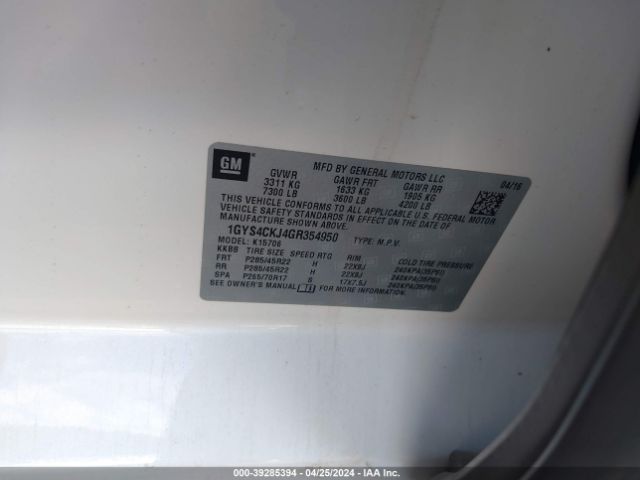 GM
MFD BY GENERAL MOTORS LLC
04/16
GVWR GAWR FRT GAWR RR
3311 KG 1633 KG 1905 KG
7300 LB 3600 LB 4200 LB
THIS VEHICLE CONFORMS TO ALL APPLICABLE U.S. FEDERAL MOTOR
VEHICLE SAFETY STANDARDS IN EFFECT ON THE DATE OF
MANUFACTURE SHOWN ABOVE.
1GYS4CKJ4GR354950 TYPE: M.P.V.
MODEL: K15706
KKBB TIRE SIZE SPEED RTG RIM COLD TIRE PRESSURE
FRT P285/45R22 H 22X9J 240KPA(35PSI)
RR P285/45R22 H 22X9J 240KPA(35PSI)
SPA P265/70R17 S 17X7.5J 240KPA(35PSI)
SEE OWNER'S MANUAL FOR MORE INFORMATION.
000-39285394 - 04/25/2024 - IAA Inc.